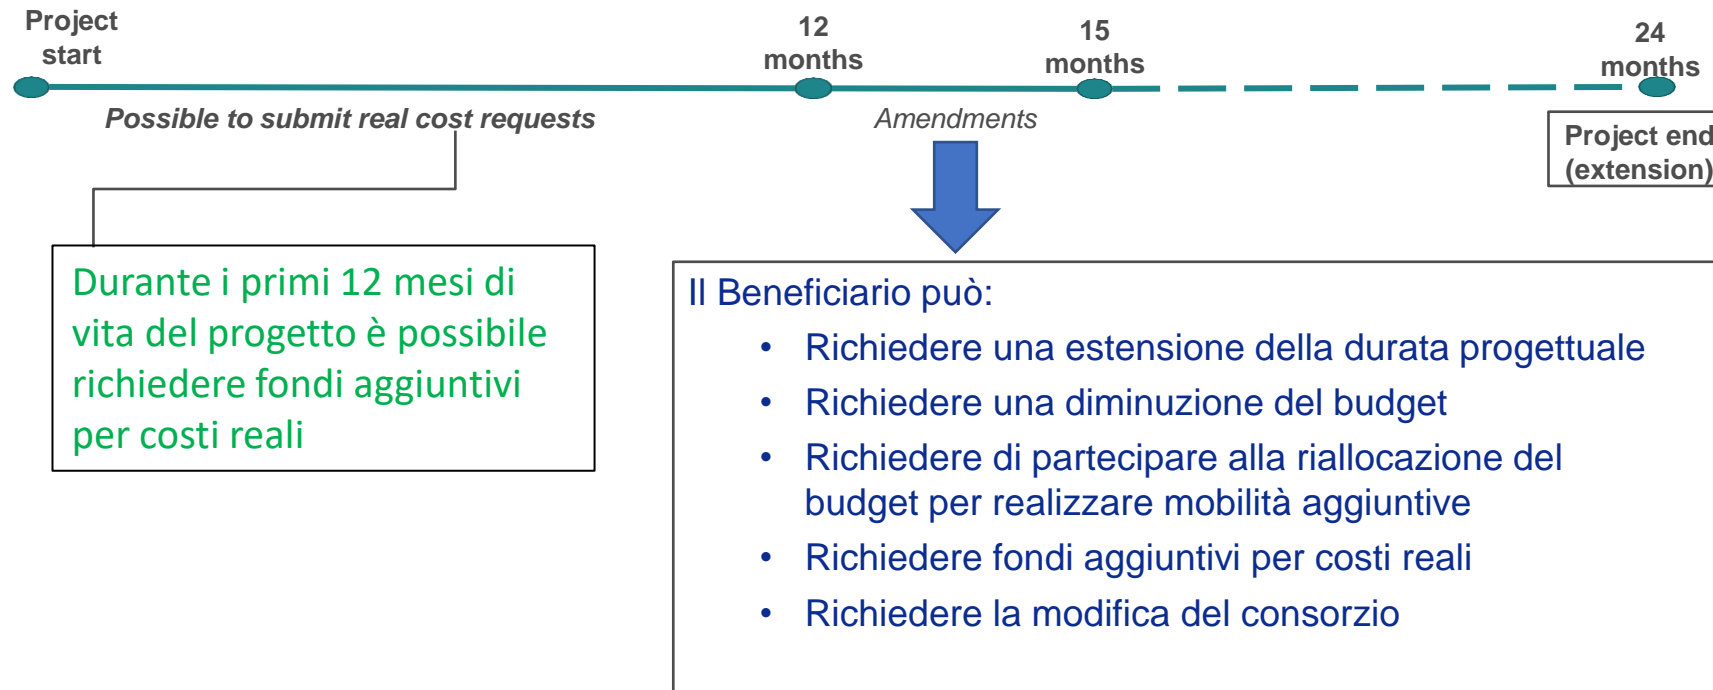 Project
start
12
months
15
months
24
months
Possible to submit real cost requests
Amendments
Project end
(extension)
Durante i primi 12 mesi di
vita del progetto è possibile
richiedere fondi aggiuntivi
per costi reali
Il Beneficiario può:
• Richiedere una estensione della durata progettuale
• Richiedere una diminuzione del budget
• Richiedere di partecipare alla riallocazione del
budget per realizzare mobilità aggiuntive
• Richiedere fondi aggiuntivi per costi reali
• Richiedere la modifica del consorzio